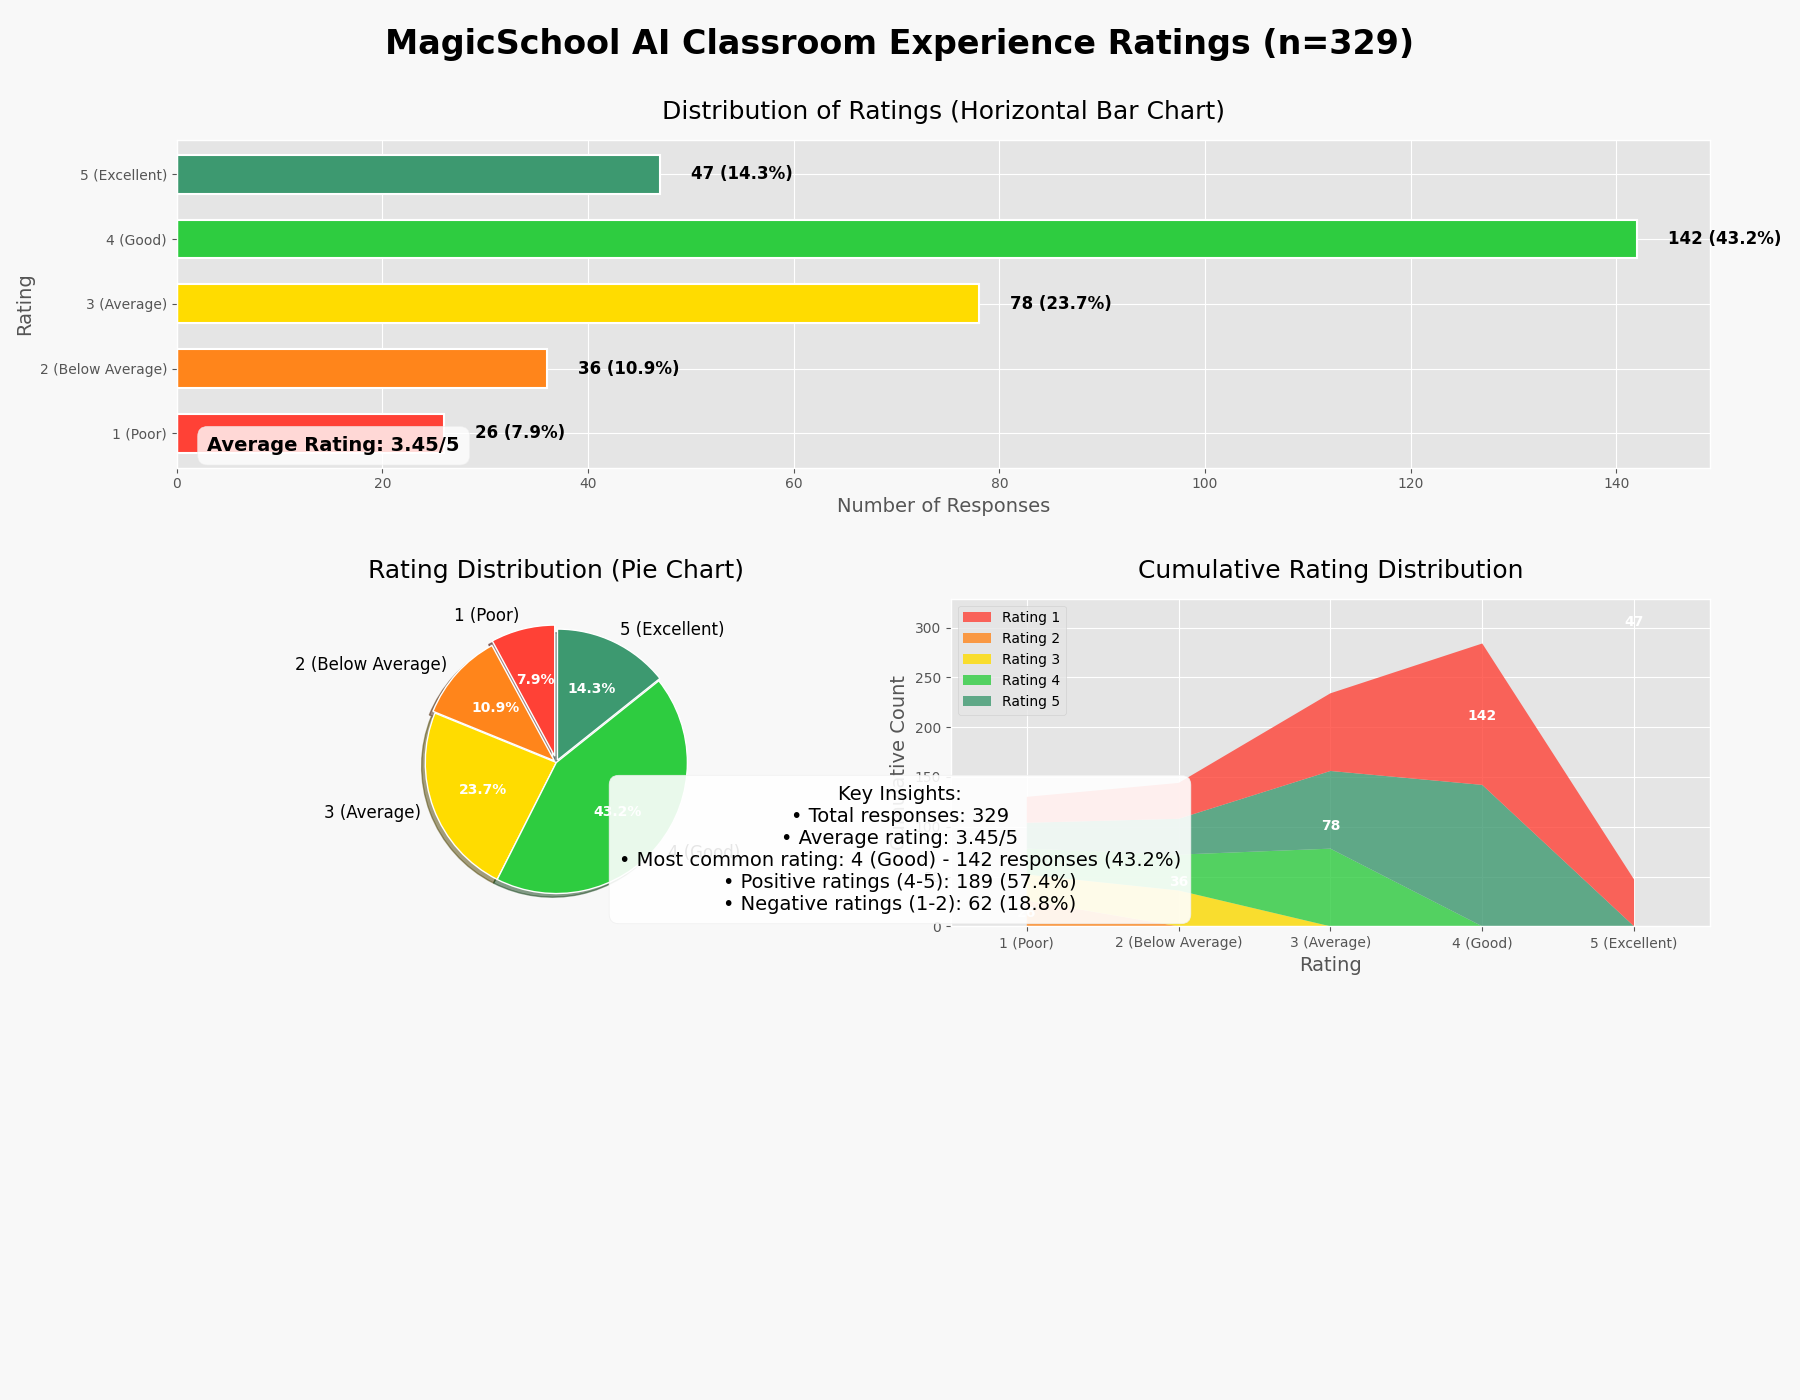 MagicSchool AI Classroom Experience Ratings (n=329)
Distribution of Ratings (Horizontal Bar Chart)
Rating
5 (Excellent)
47 (14.3%)
4 (Good)
142 (43.2%)
3 (Average)
78 (23.7%)
2 (Below Average)
36 (10.9%)
1 (Poor)
26 (7.9%)
Average Rating: 3.45/5
0 20 40 60 80 100 120 140
Number of Responses
Rating Distribution (Pie Chart)
1 (Poor)
5 (Excellent)
2 (Below Average)
7.9%
14.3%
10.9%
23.7%
3 (Average)
43.2%
4 (Good)
Key Insights:
• Total responses: 329
• Average rating: 3.45/5
• Most common rating: 4 (Good) - 142 responses (43.2%)
• Positive ratings (4-5): 189 (57.4%)
• Negative ratings (1-2): 62 (18.8%)
Cumulative Rating Distribution
Rating 1
Rating 2
Rating 3
Rating 4
Rating 5
300
250
200
150
0
47
142
78
36
1 (Poor) 2 (Below Average) 3 (Average) 4 (Good) 5 (Excellent)
Rating